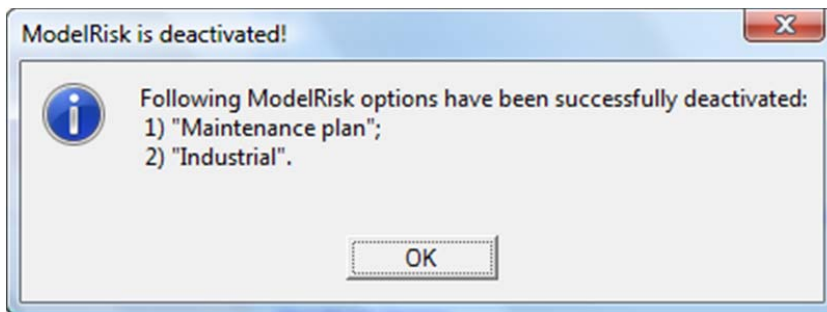 ModelRisk is deactivated!
Following ModelRisk options have been successfully deactivated:
1) "Maintenance plan";
2) "Industrial".
OK